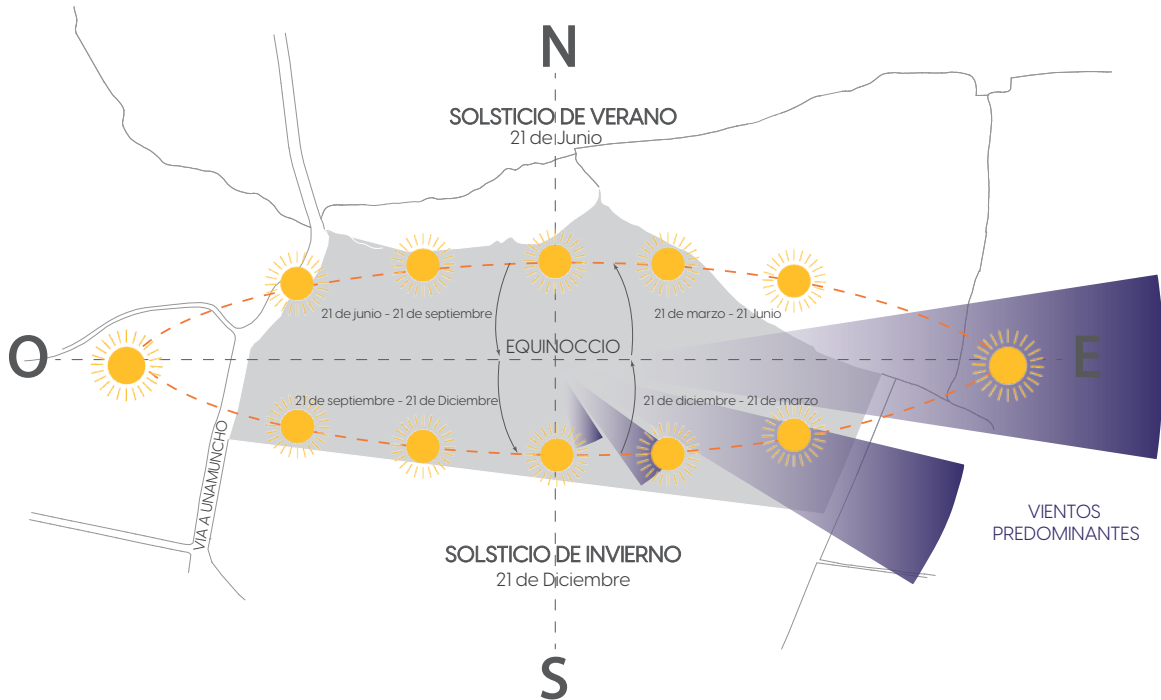 N
SOLSTICIO DE VERANO
21 de Junio
21 de junio - 21 de septiembre
21 de marzo - 21 Junio
O
EQUINOCCIO
E
21 de septiembre - 21 de Diciembre
21 de diciembre - 21 de marzo
VIA A UNAMUNCHO
VIENTOS
PREDOMINANTES
SOLSTICIO DE INVIERNO
21 de Diciembre
S